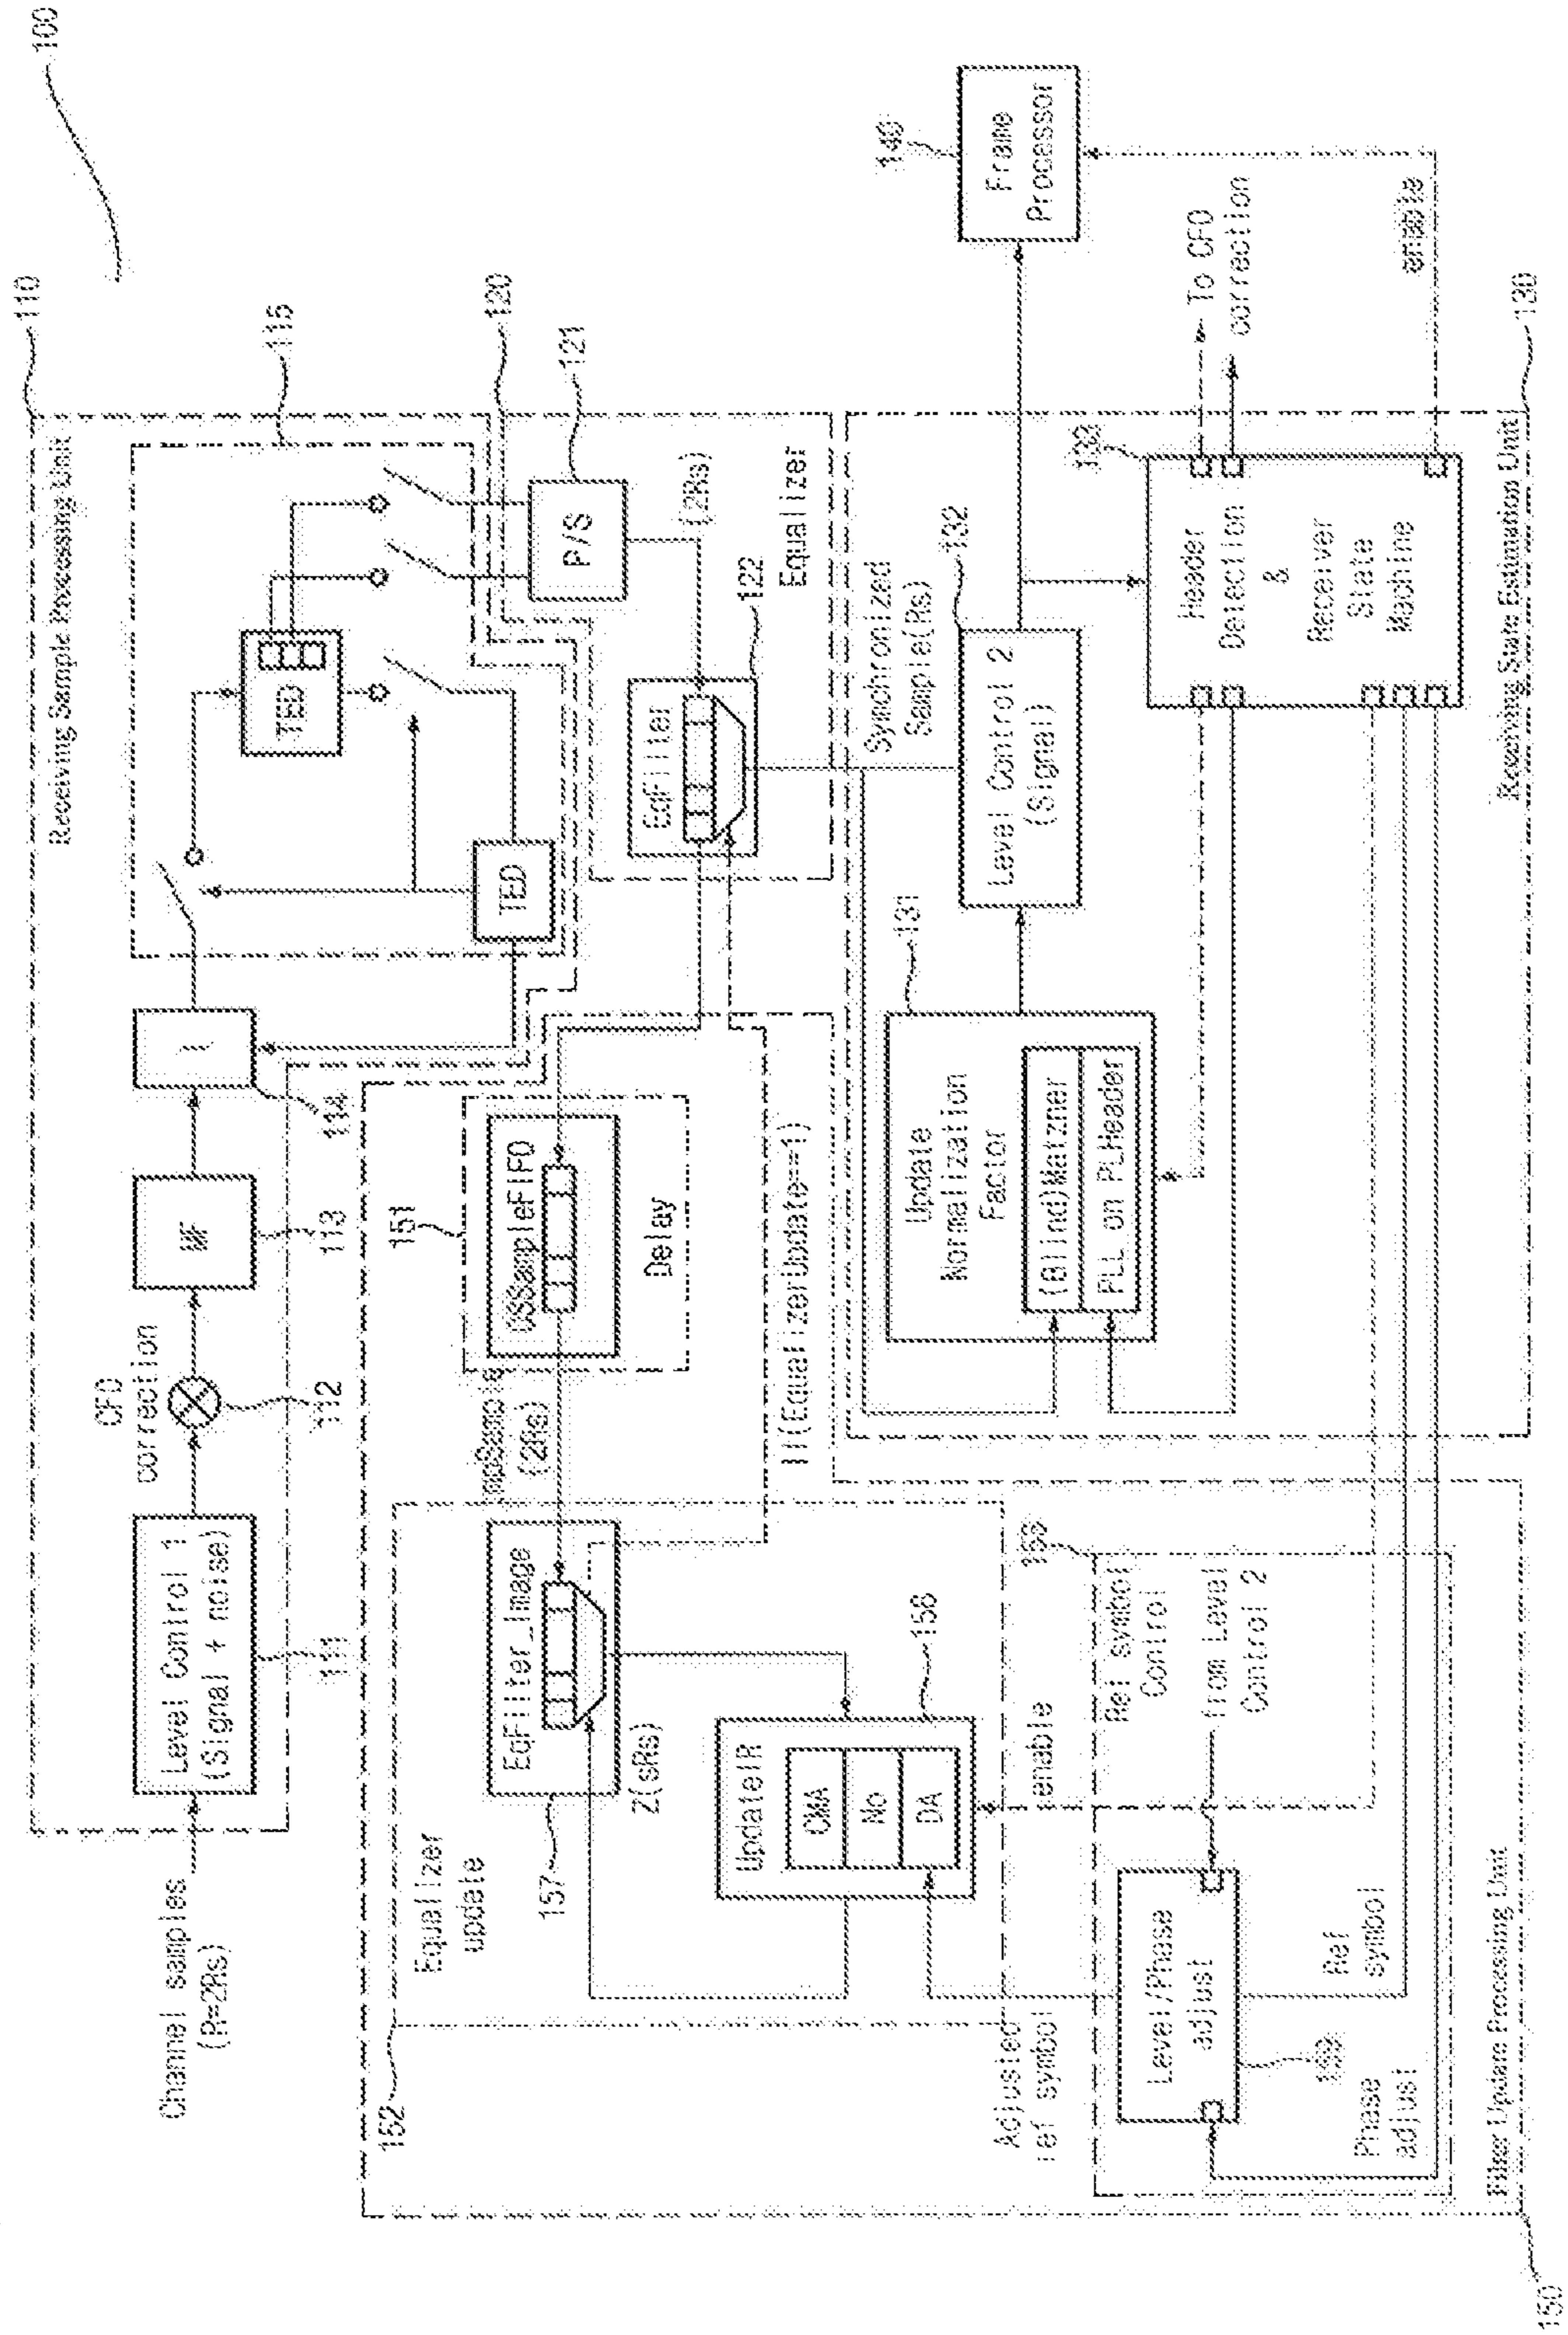 100
110
Receiving Sample Processing Unit
Channel samples
(R=2Rs)
Level Control 1
(Signal + noise)
111
CFO
correction
112
MF
113
114
115
TED
TED
120
P/S
121
(2Rs)
EqFilter
122
Equalizer
152
Equalizer
update
EqFilter_Image
157
Z(sRs)
(2Rs)
151
OSSampleFIFO
Delay
UpdateIR
CMA
No
DA
158
enable
If(EqualizerUpdate==1)
Synchronized
Sample(Rs)
131
Update
Normalization
Factor
(Blind)Matzner
PLL on PLHeader
132
Level Control 2
(Signal)
133
Header
Detection
&
Receiver
State
Machine
Receiving State Estimation Unit
130
140
Frame
Processor
To CFO
correction
enable
Adjusted
ref symbol
Ref symbol
Control
from Level
Control 2
Level/Phase
adjust
Ref
symbol
Phase
adjust
Filter Update Processing Unit
150